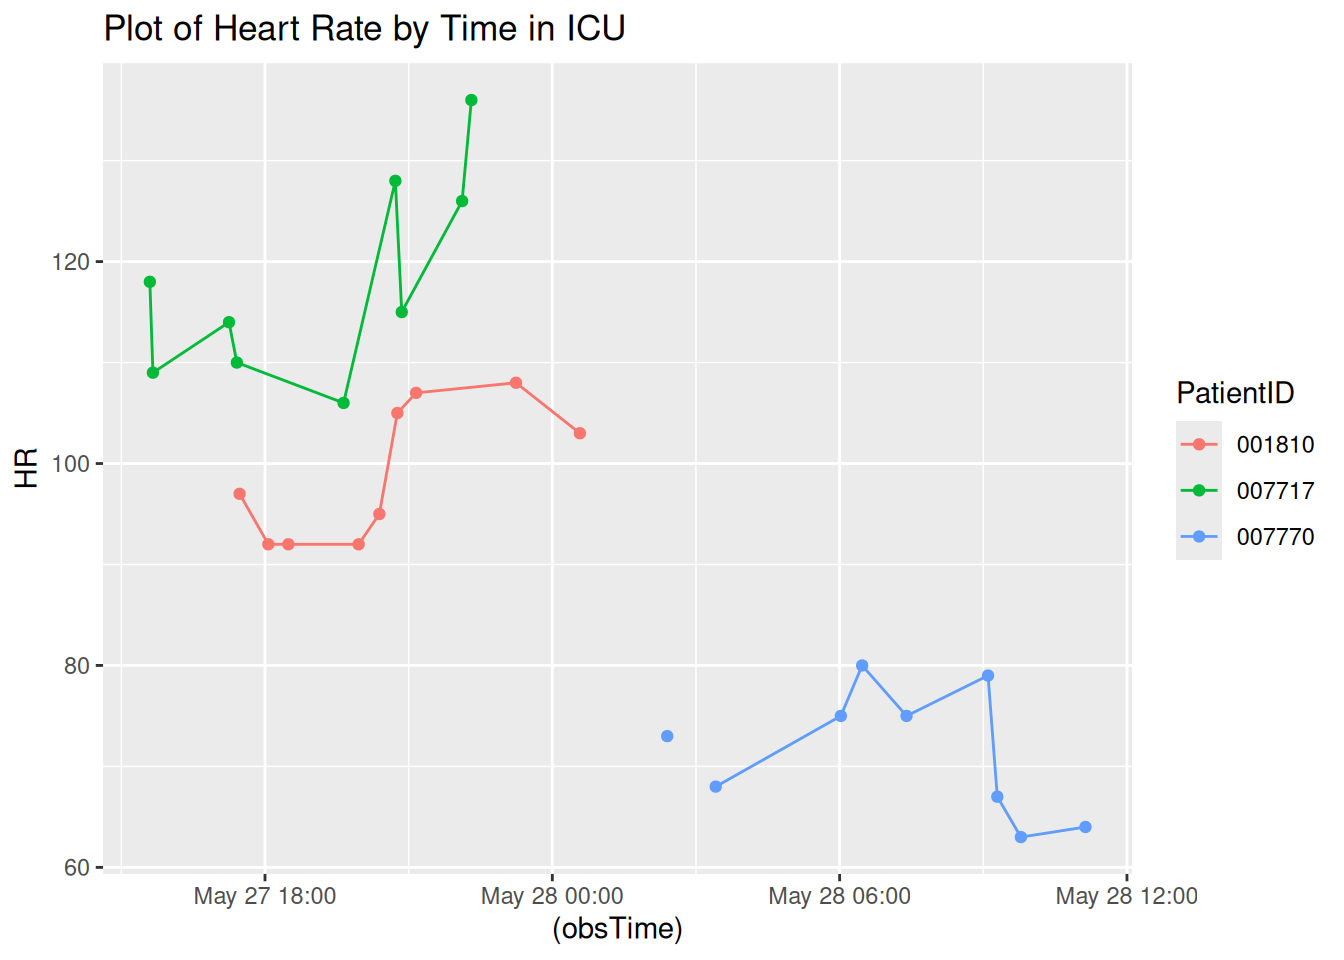 Plot of Heart Rate by Time in ICU
HR
120
100
80
60
May 27 18:00
May 28 00:00
May 28 06:00
May 28 12:00
(obsTime)
PatientID
001810
007717
007770